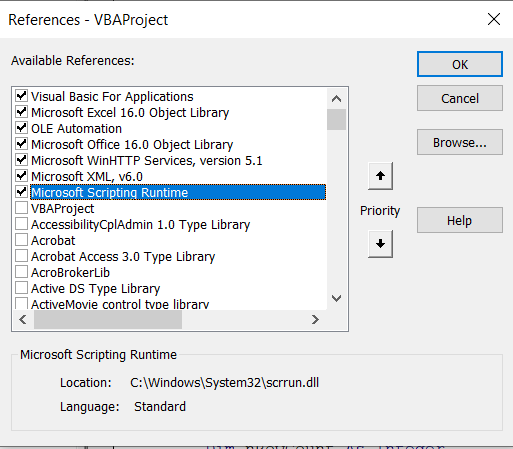 References - VBAProject
Available References:
Visual Basic For Applications
Microsoft Excel 16.0 Object Library
OLE Automation
Microsoft Office 16.0 Object Library
Microsoft WinHTTP Services, version 5.1
Microsoft XML, v6.0
Microsoft Scripting Runtime
VBAProject
AccessibilityCplAdmin 1.0 Type Library
Acrobat
Acrobat Access 3.0 Type Library
AcroBrokerLib
Active DS Type Library
ActiveMovie control type library
OK
Cancel
Browse...
Priority
Help
Microsoft Scripting Runtime
Location: C:\Windows\System32\scrrun.dll
Language: Standard
As Integer